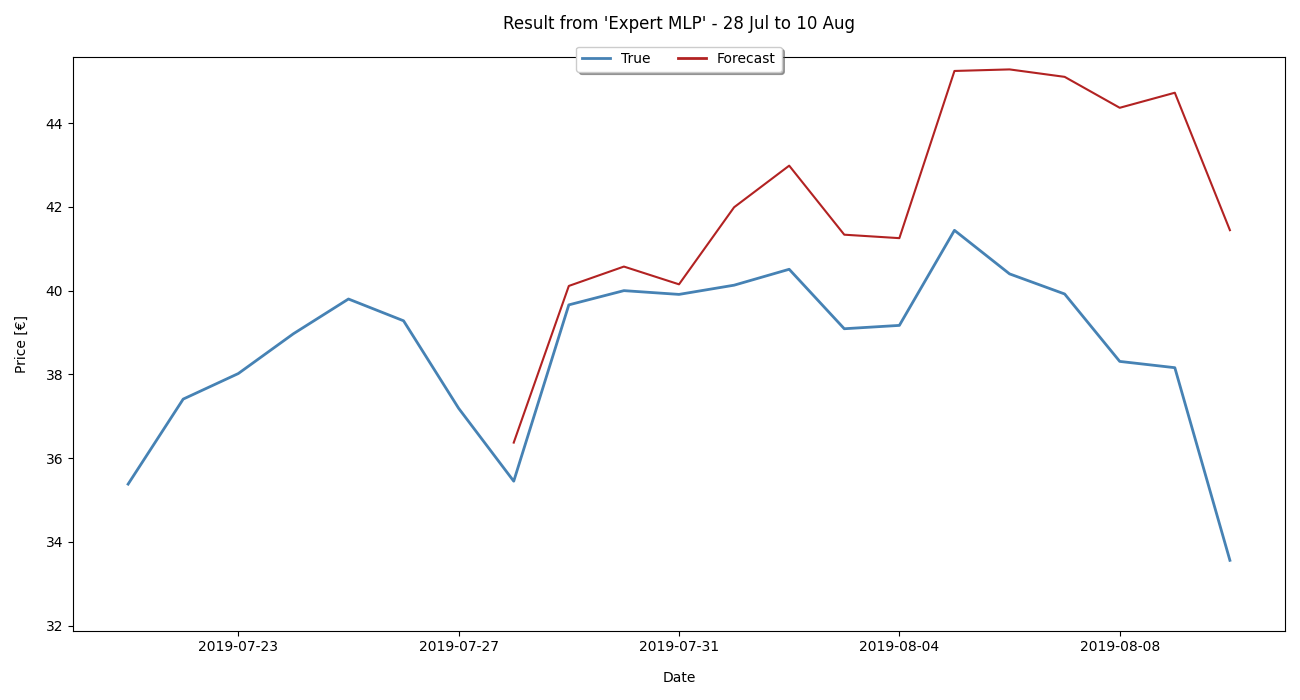 Result from 'Expert MLP' - 28 Jul to 10 Aug
True
Forecast
Price [€]
44
42
40
38
36
34
32
2019-07-23
2019-07-27
2019-07-31
2019-08-04
2019-08-08
Date